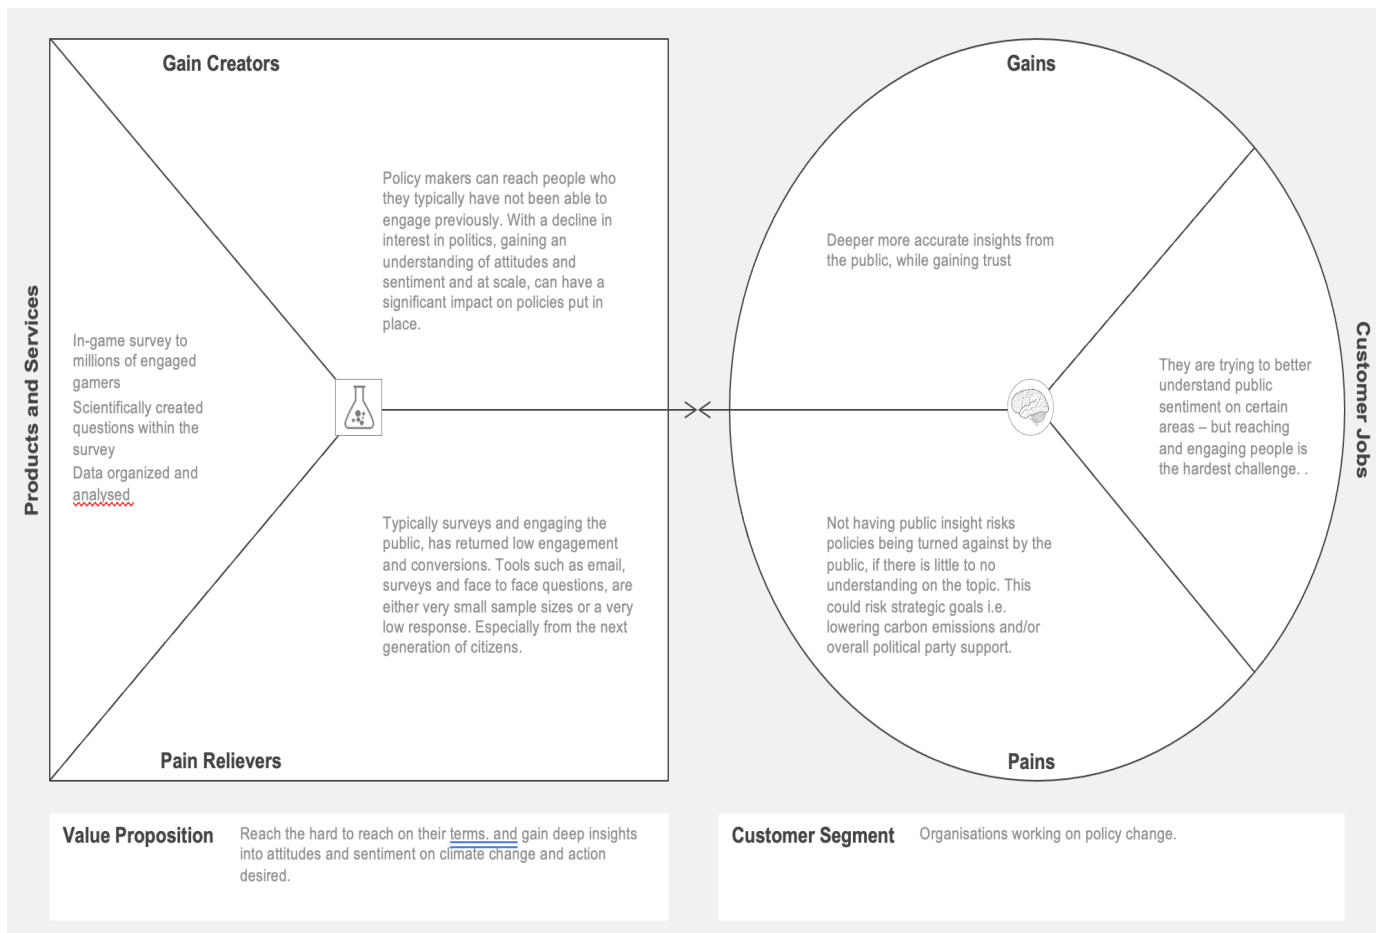 Gain Creators
Policy makers can reach people who
they typically have not been able to
engage previously. With a decline in
interest in politics, gaining an
understanding of attitudes and
sentiment and at scale, can have a
significant impact on policies put in
place.
Products and Services
In-game survey to
millions of engaged
gamers
Scientifically created
questions within the
survey
Data organized and
analysed
Typically surveys and engaging the
public, has returned low engagement
and conversions. Tools such as email,
surveys and face to face questions, are
either very small sample sizes or a very
low response. Especially from the next
generation of citizens.
Pain Relievers
Gains
Deeper more accurate insights from
the public, while gaining trust
They are trying to better
understand public
sentiment on certain
areas – but reaching
and engaging people is
the hardest challenge. .
Customer Jobs
Not having public insight risks
policies being turned against by the
public, if there is little to no
understanding on the topic. This
could risk strategic goals i.e.
lowering carbon emissions and/or
overall political party support.
Pains
Value Proposition
Reach the hard to reach on their terms. and gain deep insights
into attitudes and sentiment on climate change and action
desired.
Customer Segment
Organisations working on policy change.